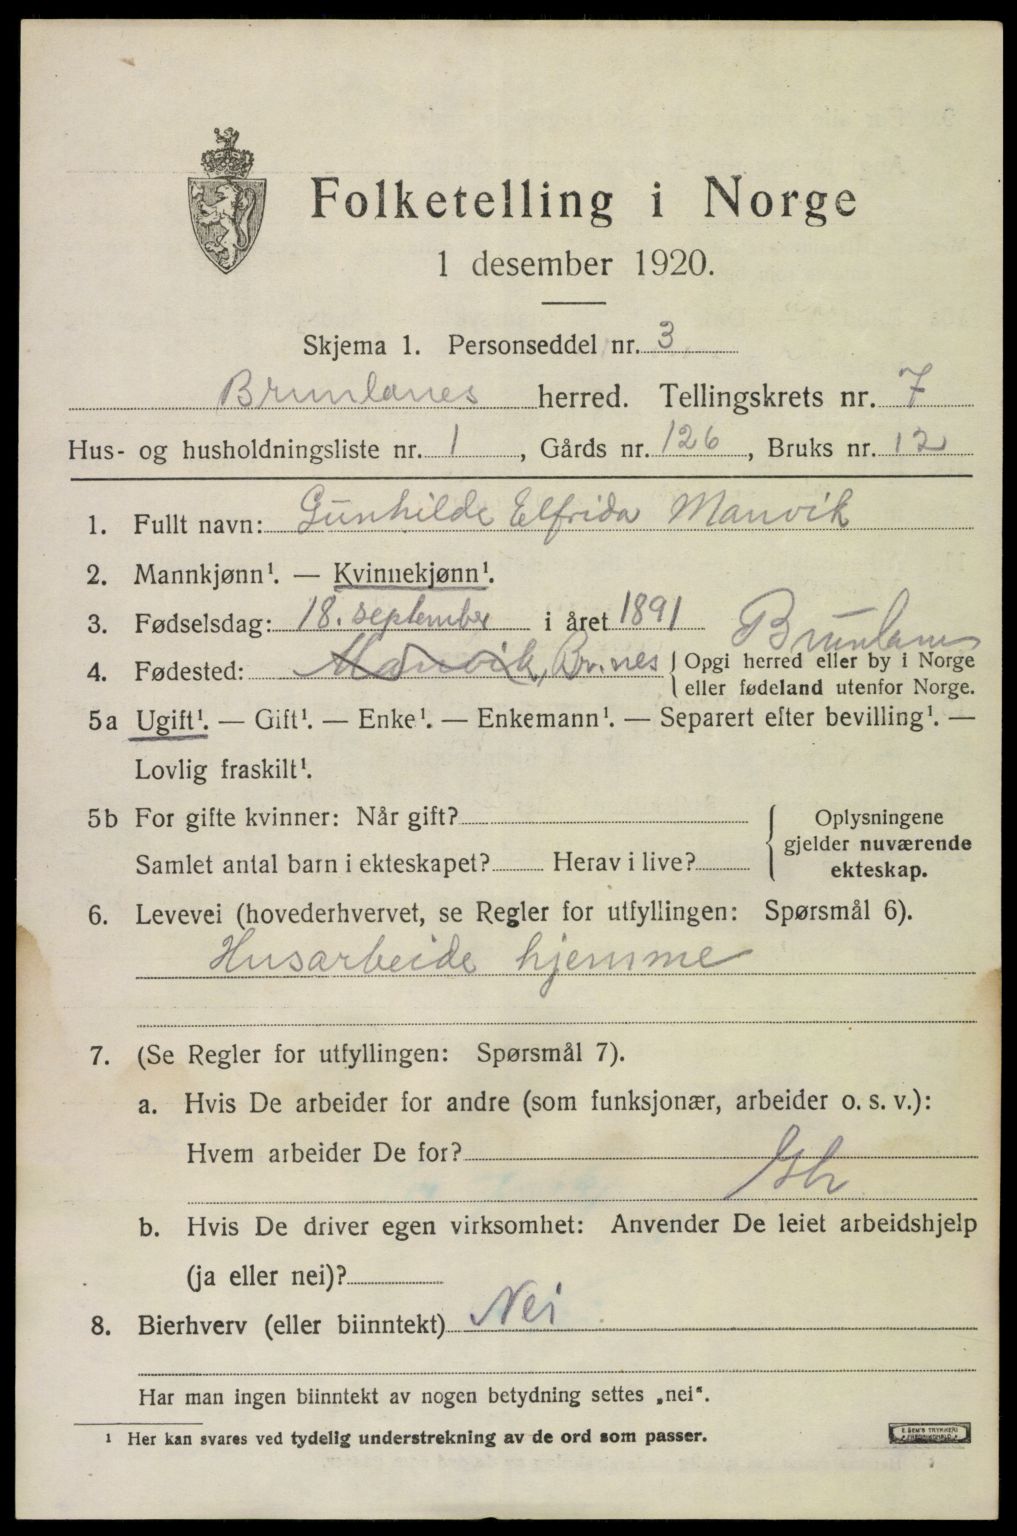 Folketelling i Norge
1 desember 1920.
Skjema 1. Personseddel nr. 3
Brunlanes herred. Tellingskrets nr. 7
Hus- og husholdningsliste nr. 1, Gårds nr. 126, Bruks nr. 12
1. Fullt navn: Gunhilde Elfrida Manvik
2. Mannkjønn¹. — Kvinnekjønn¹.
3. Fødselsdag: 18. september i året 1891
Brunlanes
4. Fødested: Manvik, Br.nes { Opgi herred eller by i Norge
eller fødeland utenfor Norge.
5a Ugift¹. — Gift¹. — Enke¹. — Enkemann¹. — Separert efter bevilling¹. —
Lovlig fraskilt¹.
5b For gifte kvinner: Når gift?
Samlet antal barn i ekteskapet? Herav i live?
{ Oplysningene
gjelder nuværende
ekteskap.
6. Levevei (hovederhvervet, se Regler for utfyllingen: Spørsmål 6).
Husarbeide hjemme
7. (Se Regler for utfyllingen: Spørsmål 7).
a. Hvis De arbeider for andre (som funksjonær, arbeider o. s. v.):
Hvem arbeider De for?
b. Hvis De driver egen virksomhet: Anvender De leiet arbeidshjelp
(ja eller nei)?
8. Bierhverv (eller biinntekt) Nei
Har man ingen biinntekt av nogen betydning settes „nei“.
¹ Her kan svares ved tydelig understrekning av de ord som passer.
E. SEM'S TRYKKERI
FREDRIKSHALD